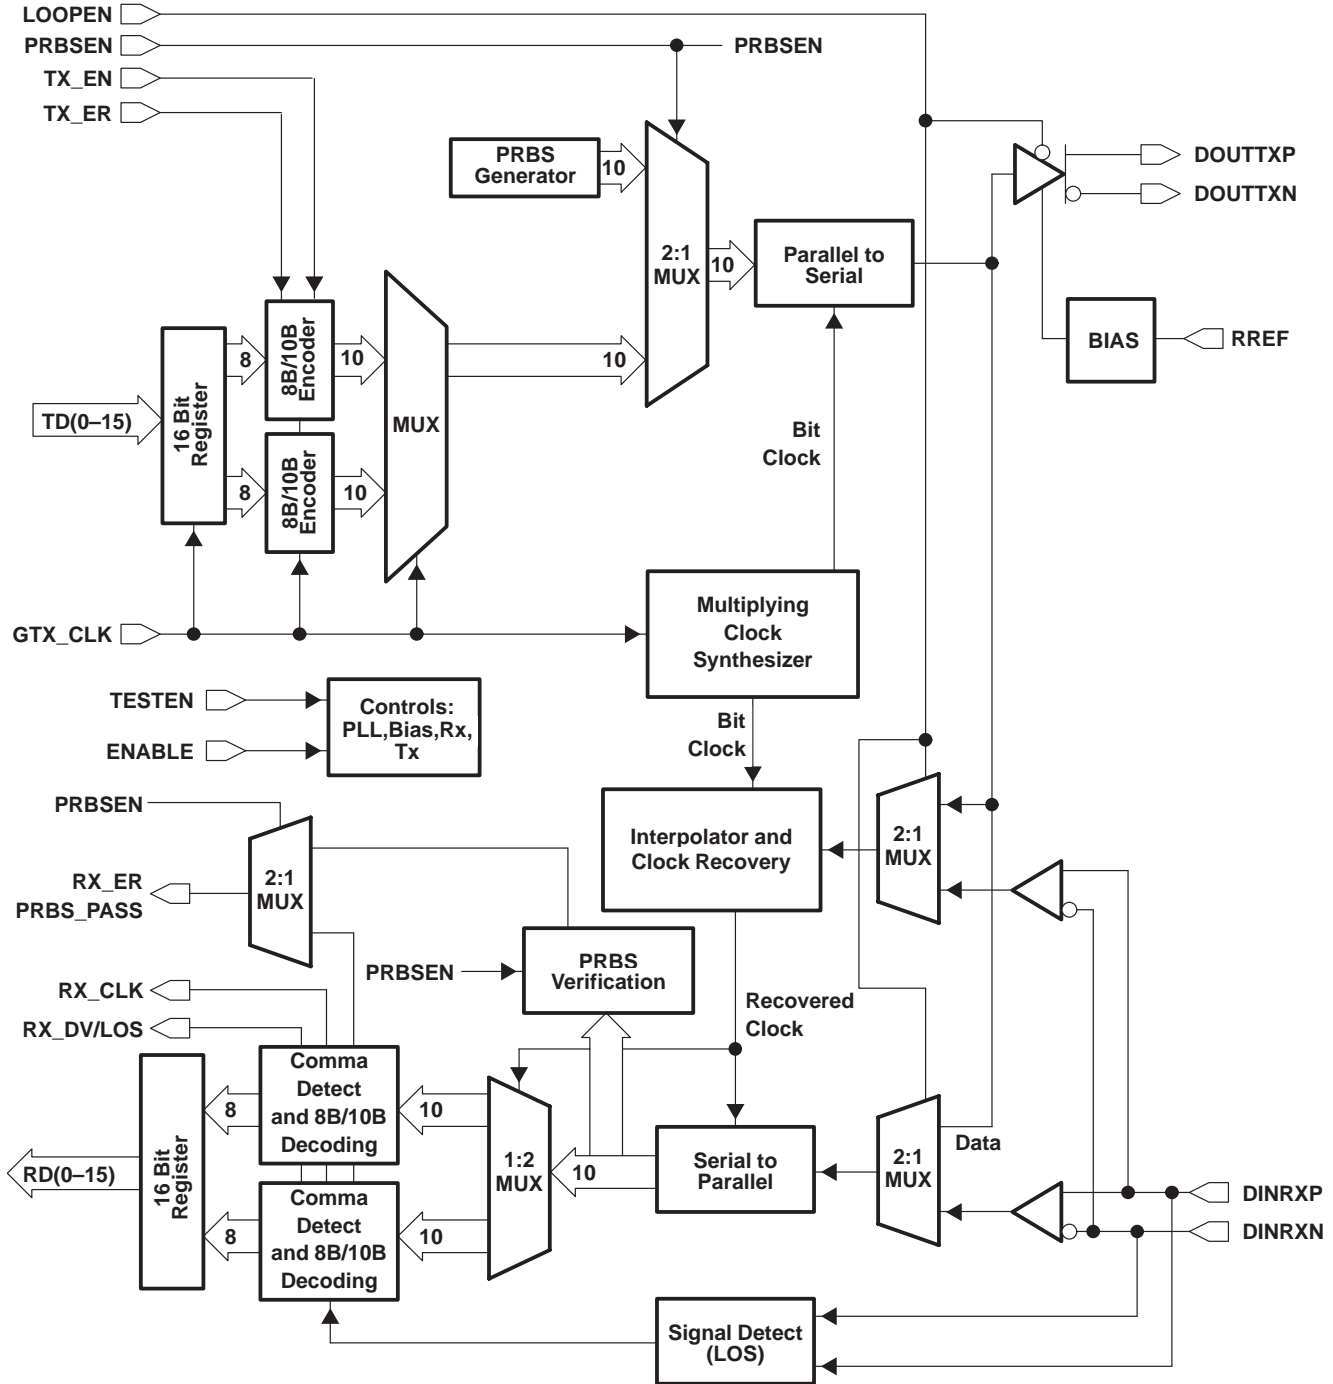 LOOPEN
PRBSEN
PRBSEN
TX_EN
TX_ER
PRBS
Generator
10
DOUTTXP
DOUTTXN
2:1
MUX
10
Parallel to
Serial
BIAS
RREF
TD(0–15)
16 Bit
Register
8
8B/10B
Encoder
10
10
MUX
8
8B/10B
Encoder
10
Bit
Clock
GTX_CLK
Multiplying
Clock
Synthesizer
TESTEN
ENABLE
Controls:
PLL,Bias,Rx,
Tx
Bit
Clock
PRBSEN
2:1
MUX
RX_ER
PRBS_PASS
Interpolator and
Clock Recovery
2:1
MUX
PRBSEN
PRBS
Verification
RX_CLK
RX_DV/LOS
Recovered
Clock
RD(0–15)
16 Bit
Register
8
Comma
Detect
and 8B/10B
Decoding
10
8
Comma
Detect
and 8B/10B
Decoding
10
1:2
MUX
10
Serial to
Parallel
2:1
MUX
Data
DINRXP
DINRXN
Signal Detect
(LOS)